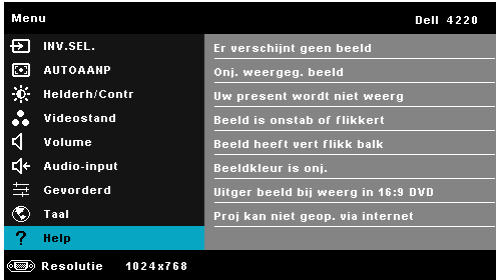 Menu
Dell 4220
INV.SEL.
AUTOAANP
Helderh/Contr
Videostand
Volume
Audio-input
Gevorderd
Taal
Help
Er verschijnt geen beeld
Onj. weergeg. beeld
Uw present wordt niet weerg
Beeld is onstab of flikkert
Beeld heeft vert flikk balk
Beeldkleur is onj.
Uitger beeld bij weerg in 16:9 DVD
Proj kan niet geop. via internet
Resolutie 1024x768